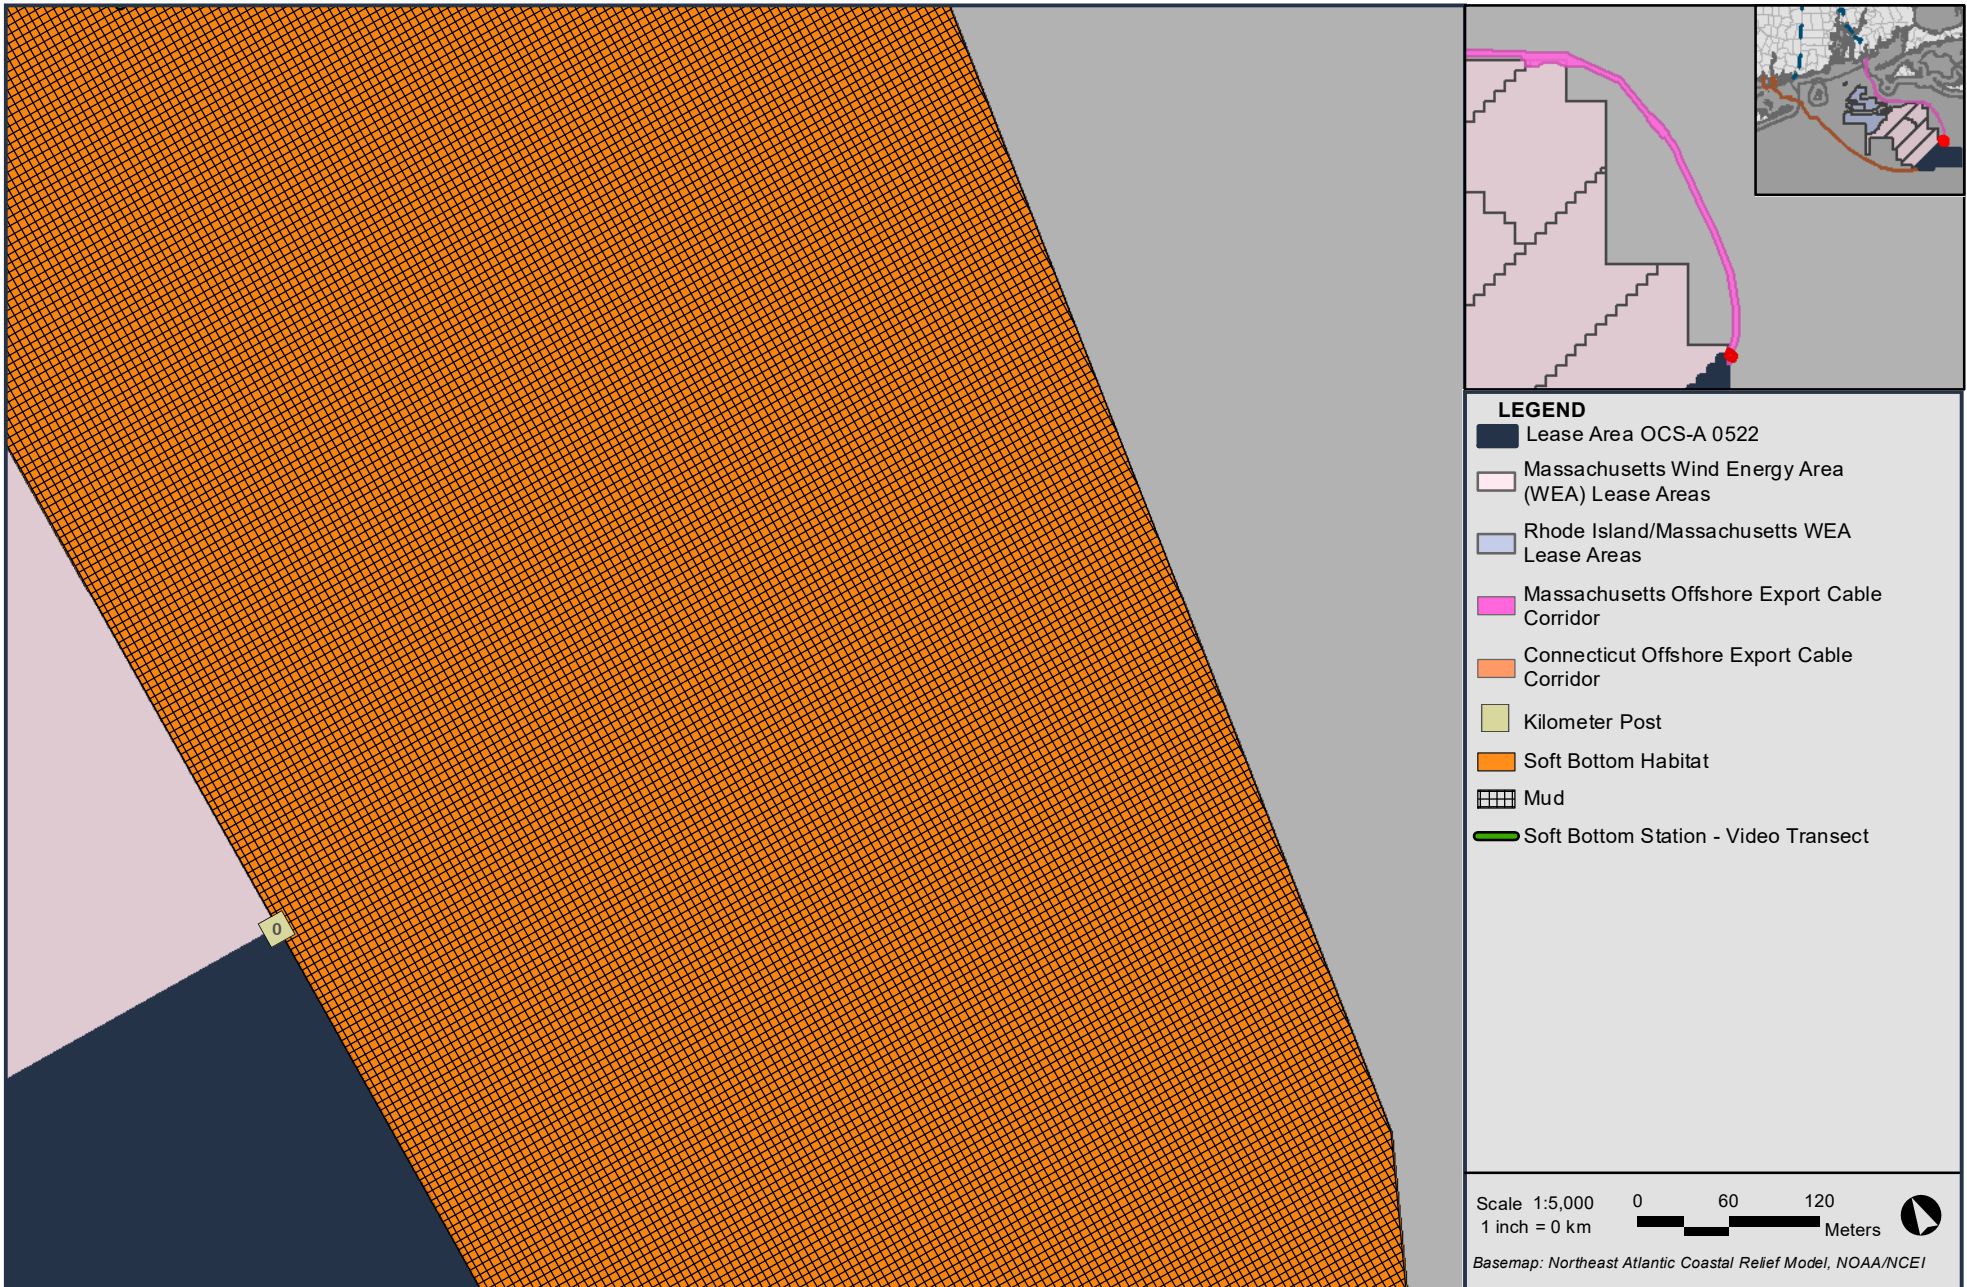 0
LEGEND
Lease Area OCS-A 0522
Massachusetts Wind Energy Area
(WEA) Lease Areas
Rhode Island/Massachusetts WEA
Lease Areas
Massachusetts Offshore Export Cable
Corridor
Connecticut Offshore Export Cable
Corridor
Kilometer Post
Soft Bottom Habitat
Mud
Soft Bottom Station - Video Transect
Scale 1:5,000
1 inch = 0 km
0 60 120
Meters
Basemap: Northeast Atlantic Coastal Relief Model, NOAA/NCEI